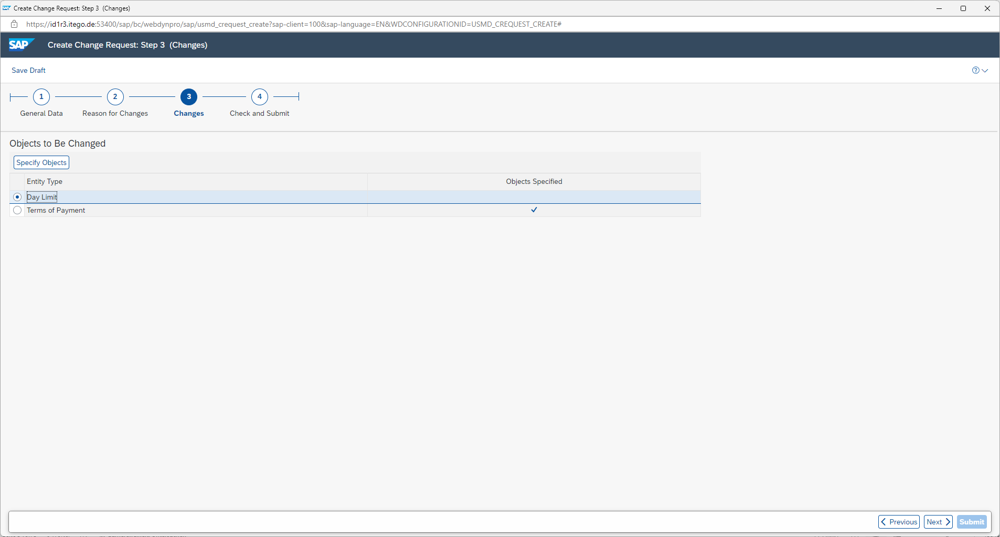 Create Change Request: Step 3  (Changes)
https://id1r3.itego.de:53400/sap/bc/webdynpro/sap/usmd_crequest_create?sap-client=100&sap-language=EN&WDCONFIGURATIONID=USMD_CREQUEST_CREATE#
SAP Create Change Request: Step 3  (Changes)
Save Draft
1 2 3 4
General Data Reason for Changes Changes Check and Submit
Objects to Be Changed
Specify Objects
Entity Type Objects Specified
Day Limit
Terms of Payment
Previous Next Submit